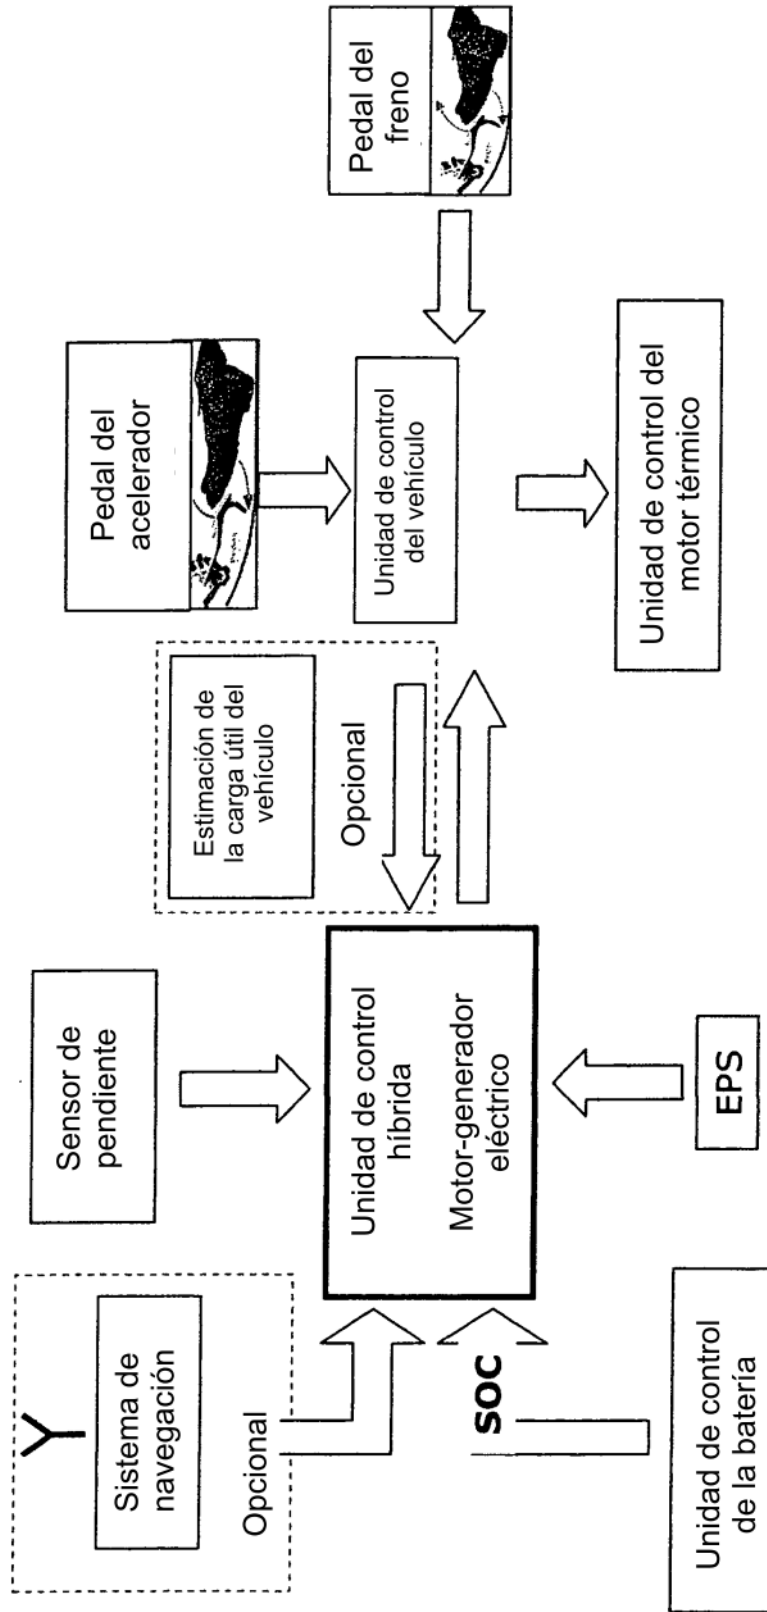 Sistema de
navegación
Opcional
Sensor de
pendiente
Estimación de
la carga útil del
vehículo
Opcional
Pedal del
acelerador
Pedal del
freno
Unidad de control
híbrida
Motor-generador
eléctrico
Unidad de control
del vehículo
SOC
Unidad de control
de la batería
EPS
Unidad de control del
motor térmico